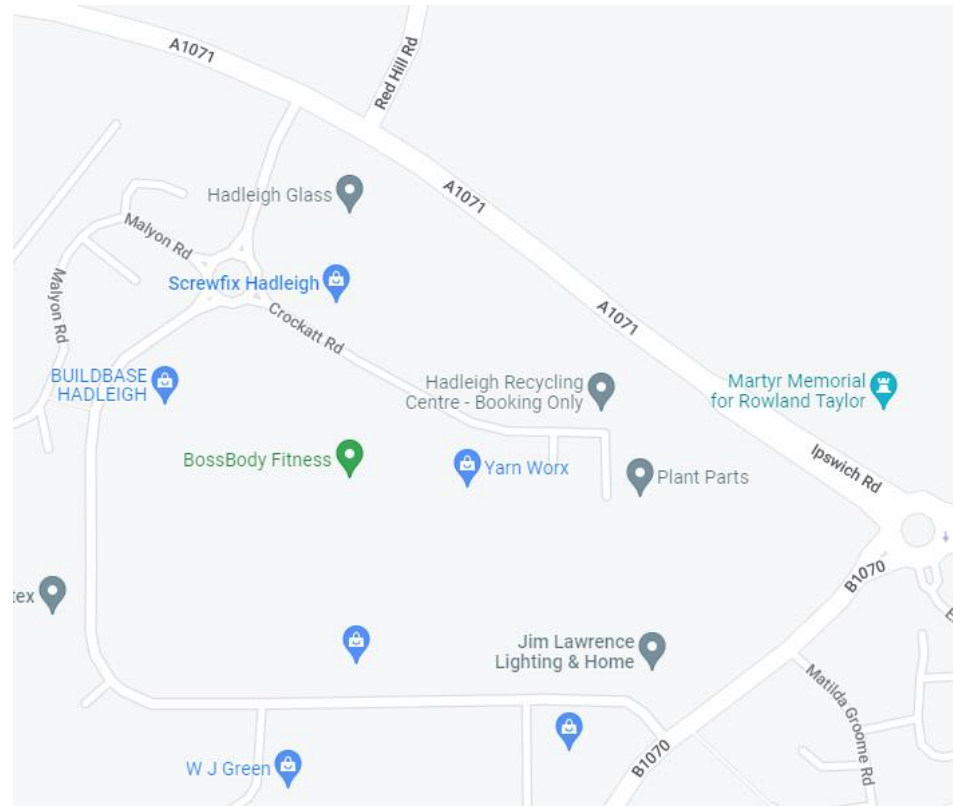 A1071
Red Hill Rd
Hadleigh Glass
A1071
Malyon Rd
Screwfix Hadleigh
Malyon Rd
Crockatt Rd
A1071
BUILDBASE
HADLEIGH
Hadleigh Recycling
Centre - Booking Only
Martyr Memorial
for Rowland Taylor
BossBody Fitness
Yarn Worx
Plant Parts
Ipswich Rd
B1070
tex
Jim Lawrence
Lighting & Home
Matilda Groome Rd
B1070
W J Green